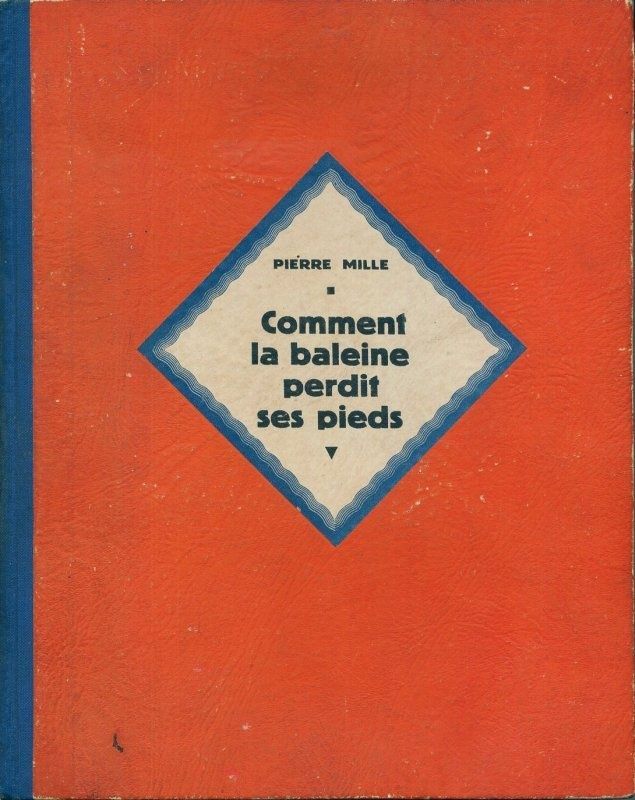 PIERRE MILLE
Comment
la baleine
perdit
ses pieds